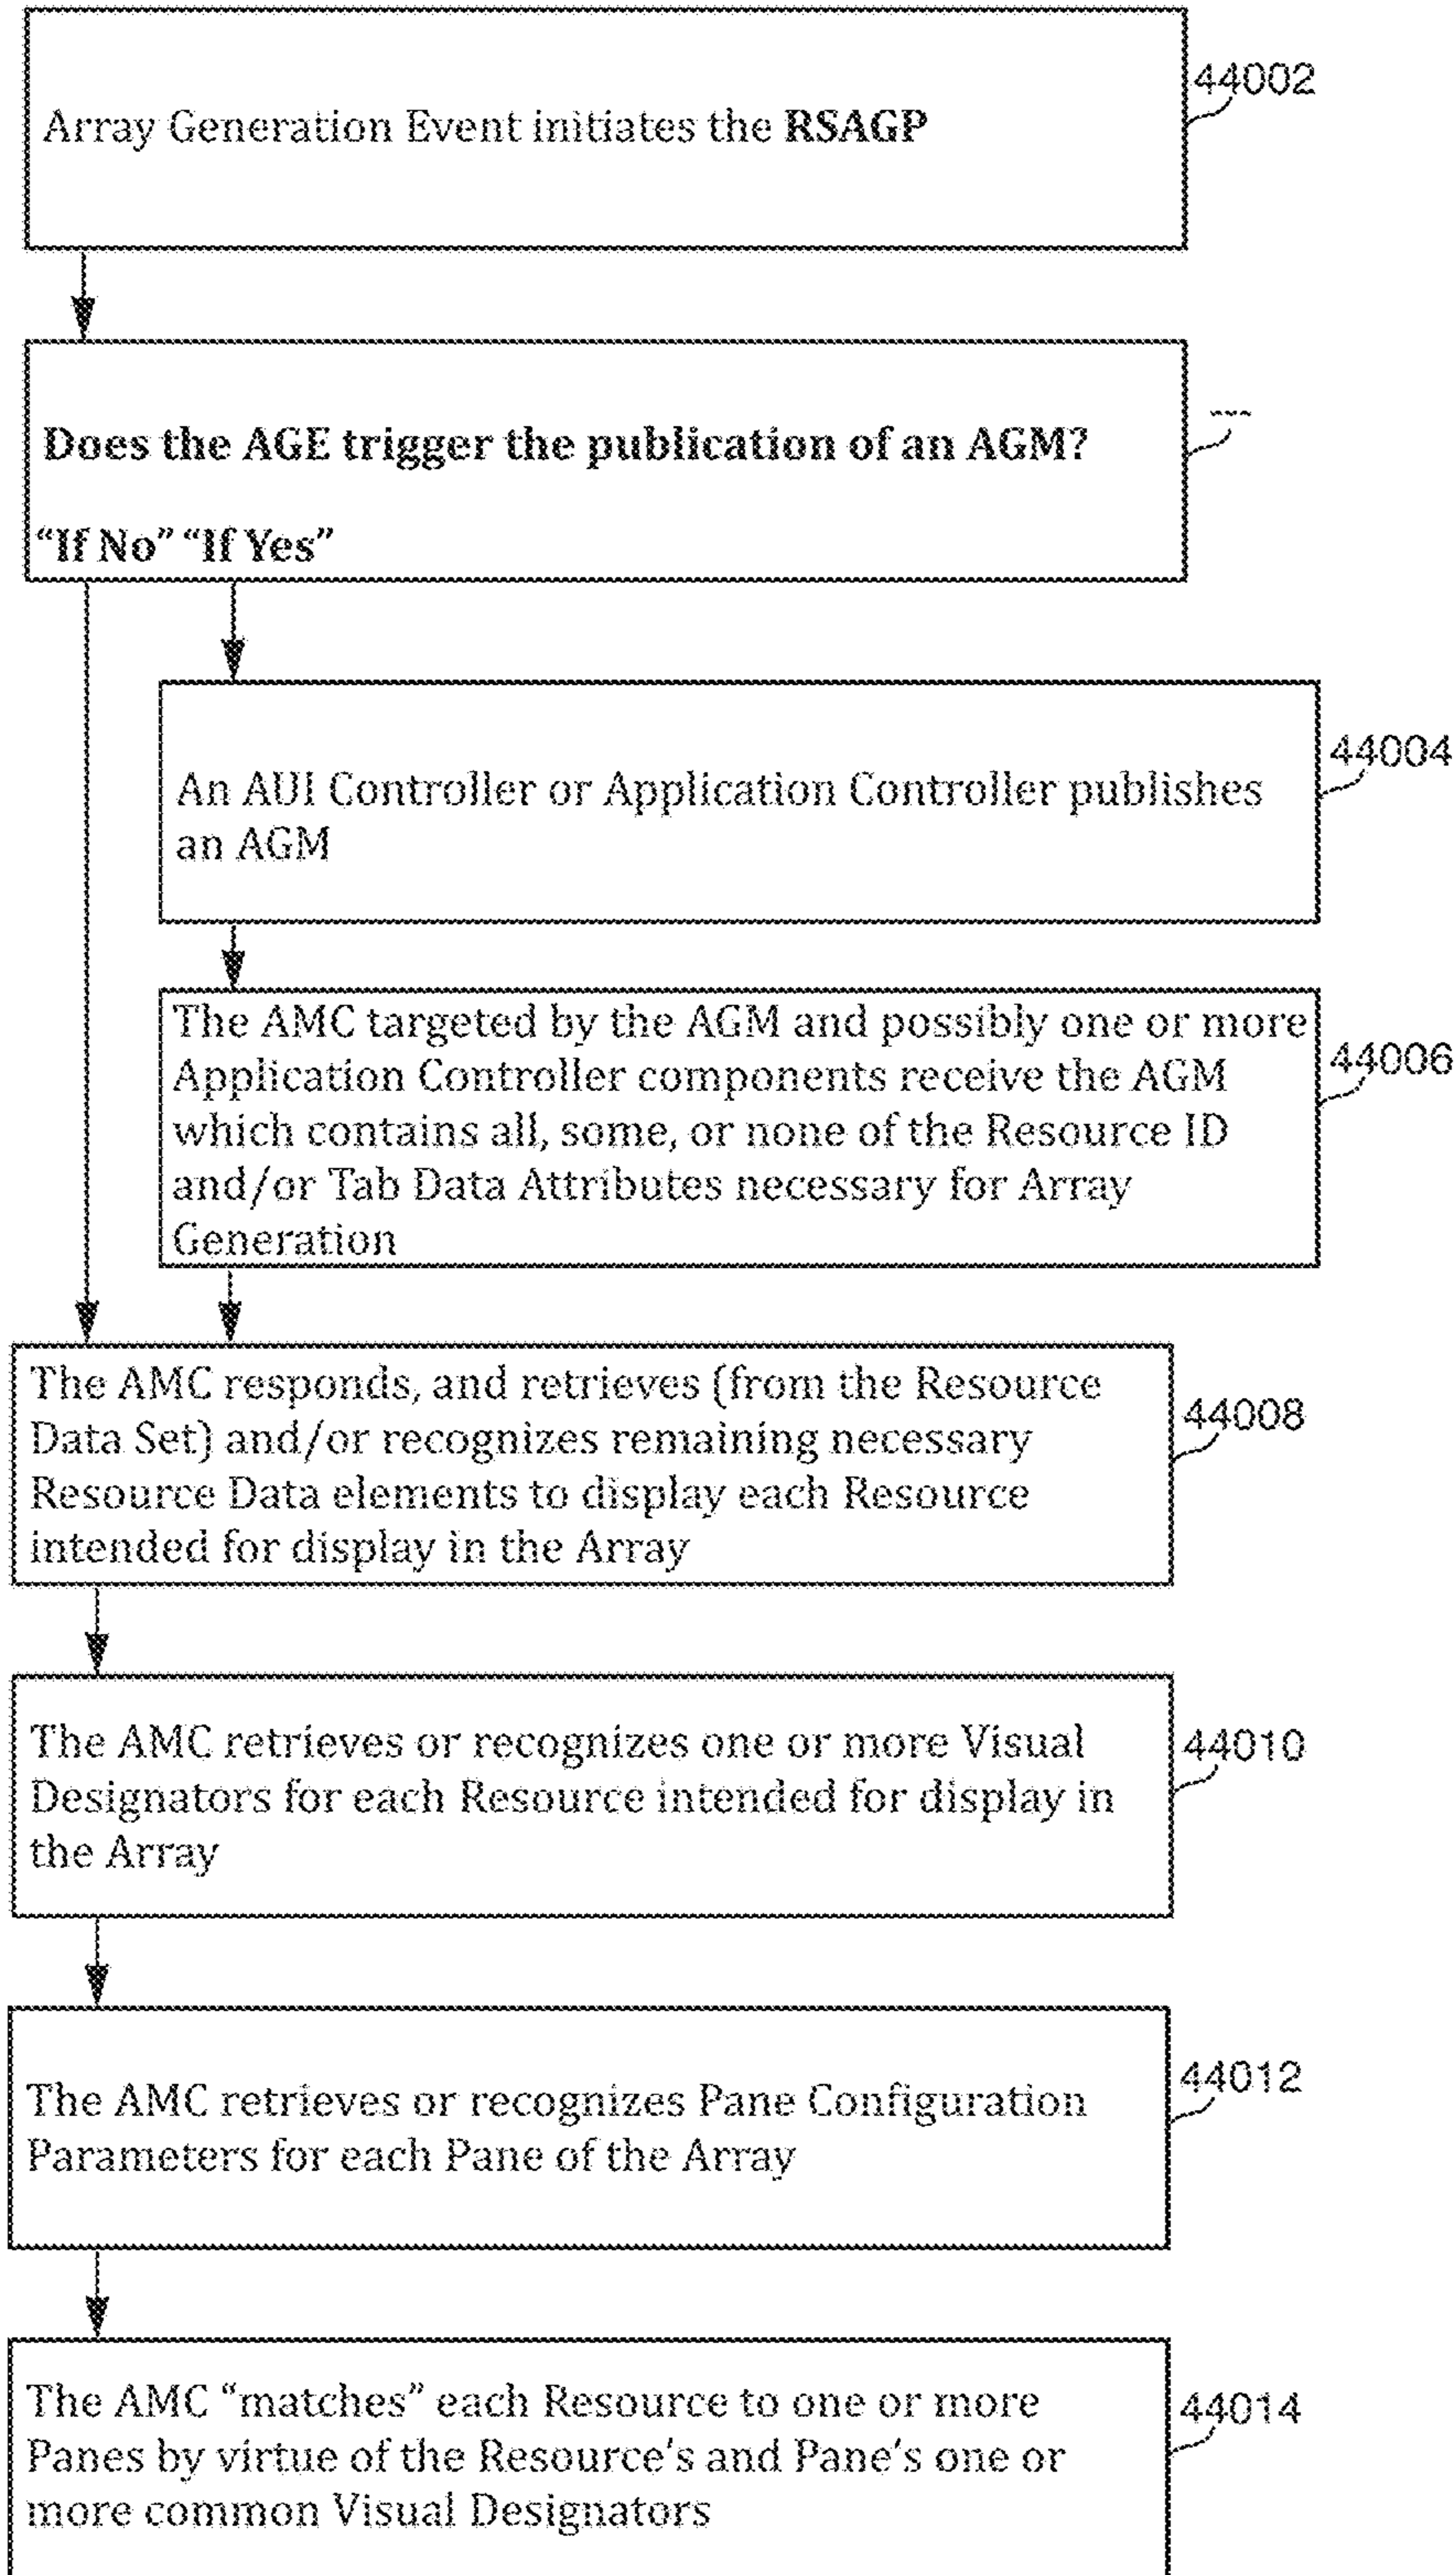 Array Generation Event initiates the RSAGP
44002
Does the AGE trigger the publication of an AGM?
---
“If No” “If Yes”
An AUI Controller or Application Controller publishes
an AGM
44004
The AMC targeted by the AGM and possibly one or more
Application Controller components receive the AGM
which contains all, some, or none of the Resource ID
and/or Tab Data Attributes necessary for Array
Generation
44006
The AMC responds, and retrieves (from the Resource
Data Set) and/or recognizes remaining necessary
Resource Data elements to display each Resource
intended for display in the Array
44008
The AMC retrieves or recognizes one or more Visual
Designators for each Resource intended for display in
the Array
44010
The AMC retrieves or recognizes Pane Configuration
Parameters for each Pane of the Array
44012
The AMC “matches” each Resource to one or more
Panes by virtue of the Resource’s and Pane’s one or
more common Visual Designators
44014